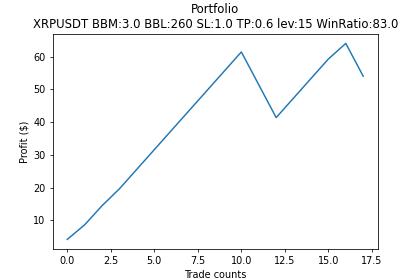 Portfolio
XRPUSDT BBM:3.0 BBL:260 SL:1.0 TP:0.6 lev:15 WinRatio:83.0
60
50
40
30
20
10
Profit ($)
0.0 2.5 5.0 7.5 10.0 12.5 15.0 17.5
Trade counts